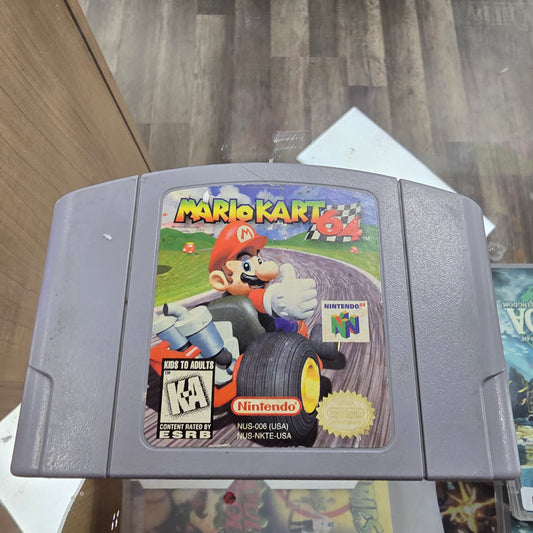 MARIO KART
64
TM
M
NINTENDO 64
N
KIDS TO ADULTS
K-A
CONTENT RATED BY
ESRB
Nintendo
NUS-006 (USA)
NUS-NKTE-USA